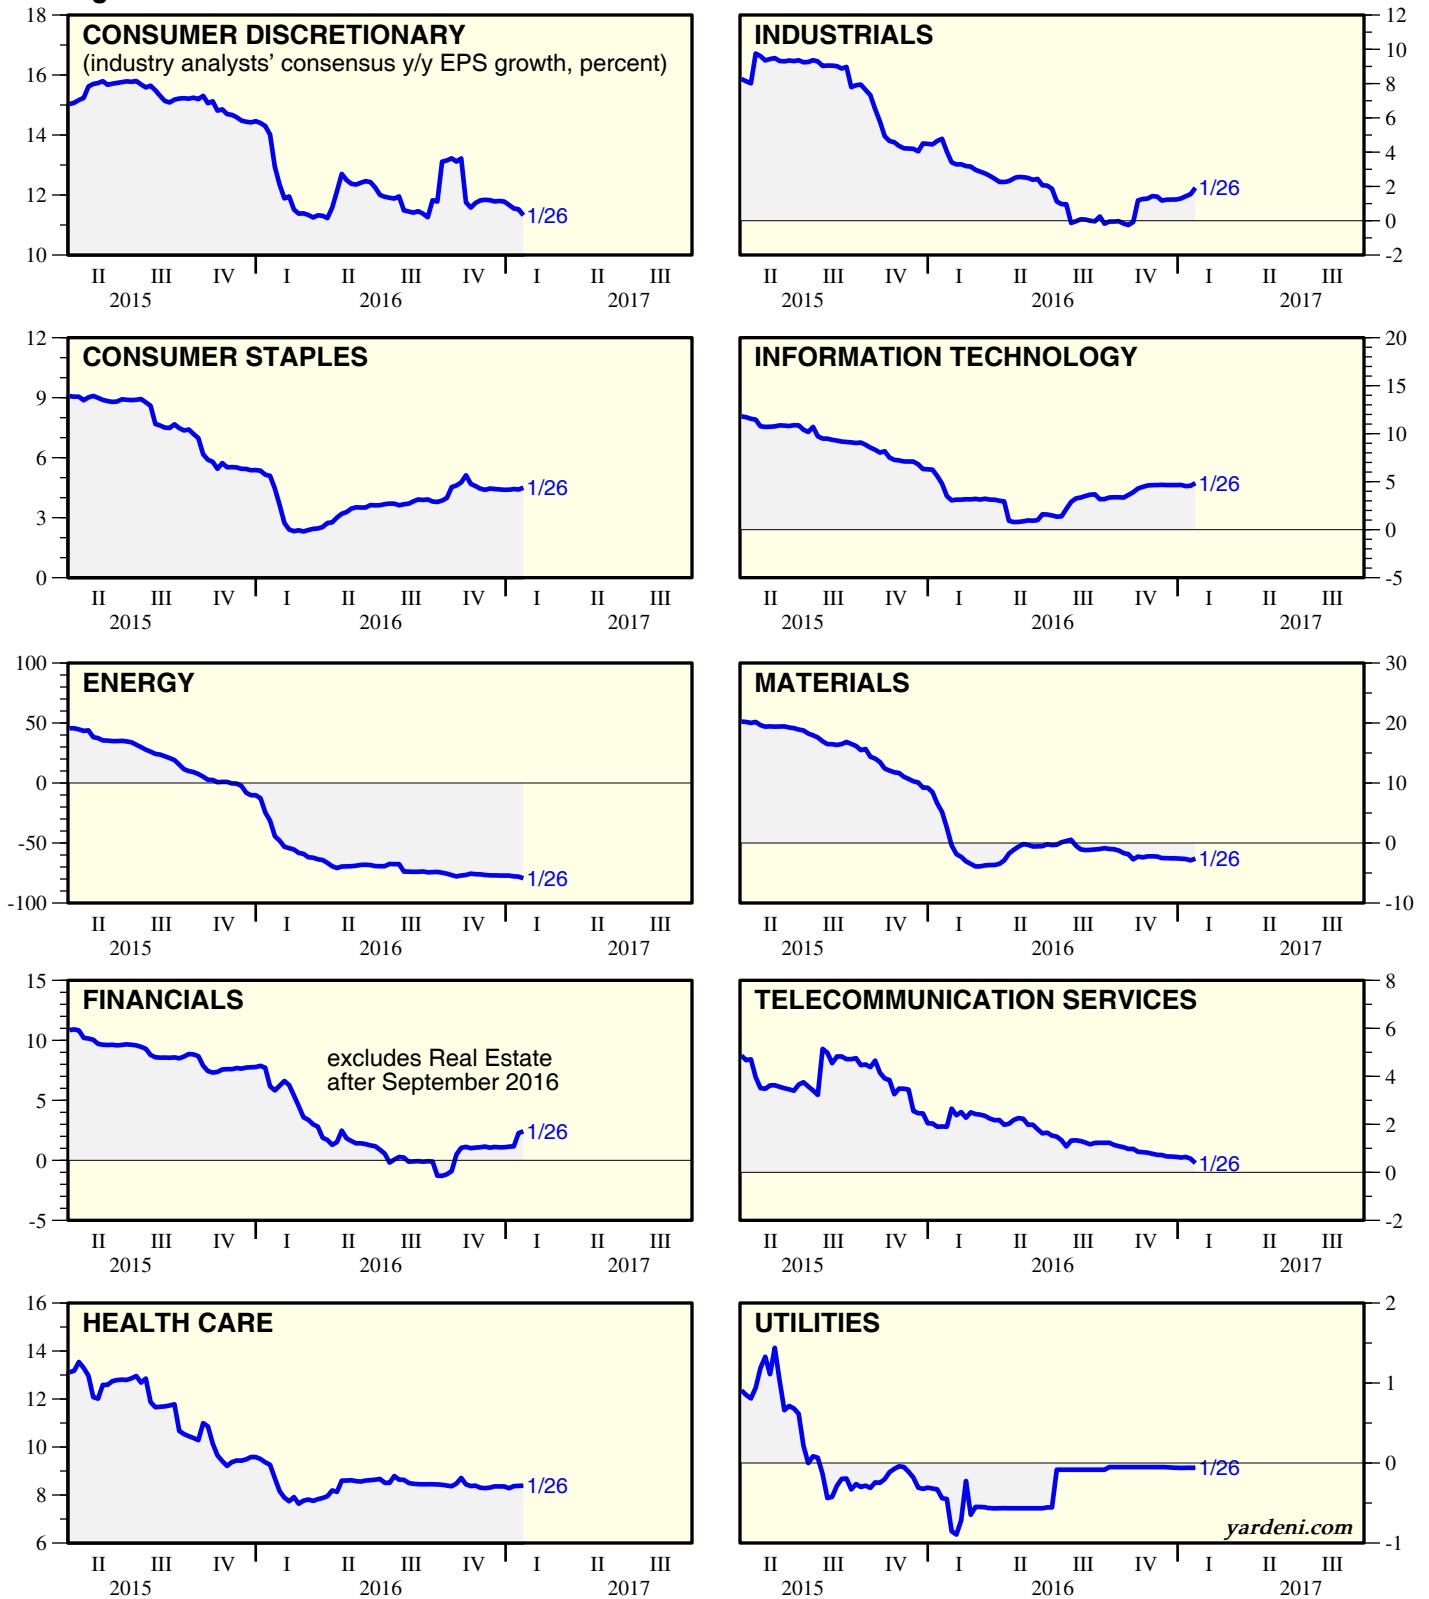 CONSUMER DISCRETIONARY
(industry analysts' consensus y/y EPS growth, percent)
18
16
14
12
10
1/26
II III IV I II III IV I II III
2015 2016 2017
INDUSTRIALS
12
10
8
6
4
2
0
-2
1/26
II III IV I II III IV I II III
2015 2016 2017
CONSUMER STAPLES
12
9
6
3
0
1/26
II III IV I II III IV I II III
2015 2016 2017
INFORMATION TECHNOLOGY
20
15
10
5
0
-5
1/26
II III IV I II III IV I II III
2015 2016 2017
ENERGY
100
50
0
-50
-100
1/26
II III IV I II III IV I II III
2015 2016 2017
MATERIALS
30
20
10
0
-10
1/26
II III IV I II III IV I II III
2015 2016 2017
FINANCIALS
excludes Real Estate
after September 2016
15
10
5
0
-5
1/26
II III IV I II III IV I II III
2015 2016 2017
TELECOMMUNICATION SERVICES
8
6
4
2
0
-2
1/26
II III IV I II III IV I II III
2015 2016 2017
HEALTH CARE
16
14
12
10
8
6
1/26
II III IV I II III IV I II III
2015 2016 2017
UTILITIES
2
1
0
-1
1/26
yardeni.com
II III IV I II III IV I II III
2015 2016 2017